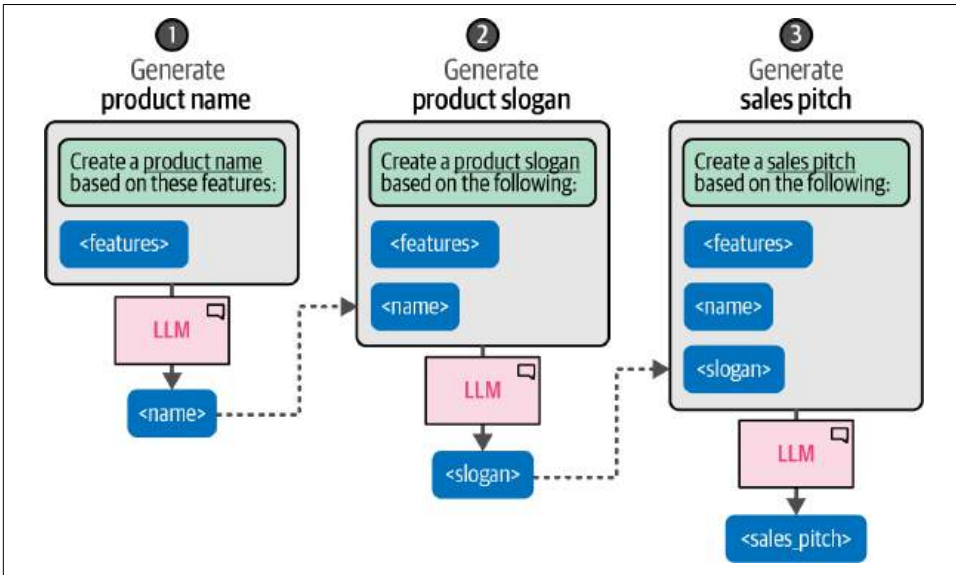 1
Generate
product name
Create a product name
based on these features:
<features>
LLM
<name>
2
Generate
product slogan
Create a product slogan
based on the following:
<features>
<name>
LLM
<slogan>
3
Generate
sales pitch
Create a sales pitch
based on the following:
<features>
<name>
<slogan>
LLM
<sales_pitch>